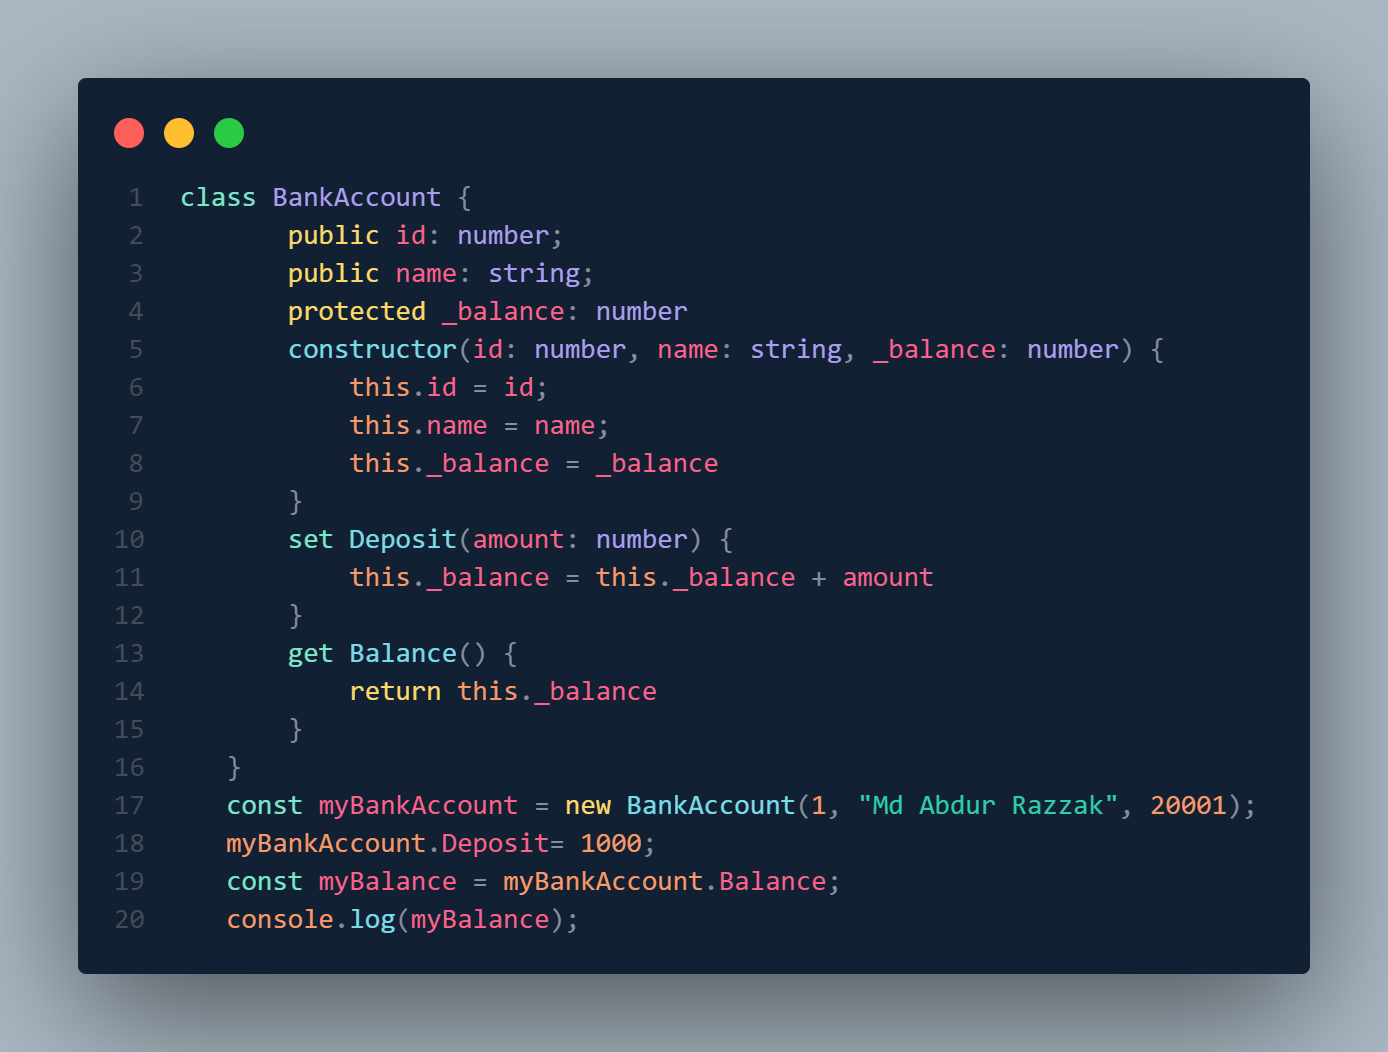 1 class BankAccount {
2 public id: number;
3 public name: string;
4 protected _balance: number
5 constructor(id: number, name: string, _balance: number) {
6 this.id = id;
7 this.name = name;
8 this._balance = _balance
9 }
10 set Deposit(amount: number) {
11 this._balance = this._balance + amount
12 }
13 get Balance() {
14 return this._balance
15 }
16 }
17 const myBankAccount = new BankAccount(1, "Md Abdur Razzak", 20001);
18 myBankAccount.Deposit= 1000;
19 const myBalance = myBankAccount.Balance;
20 console.log(myBalance);